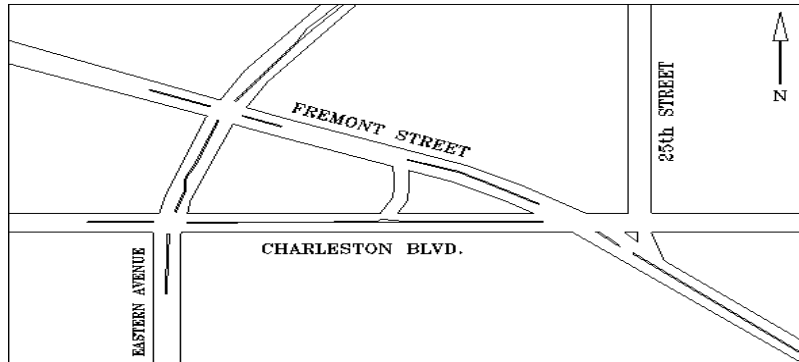 FREMONT STREET
25th STREET
N
CHARLESTON BLVD.
EASTERN AVENUE